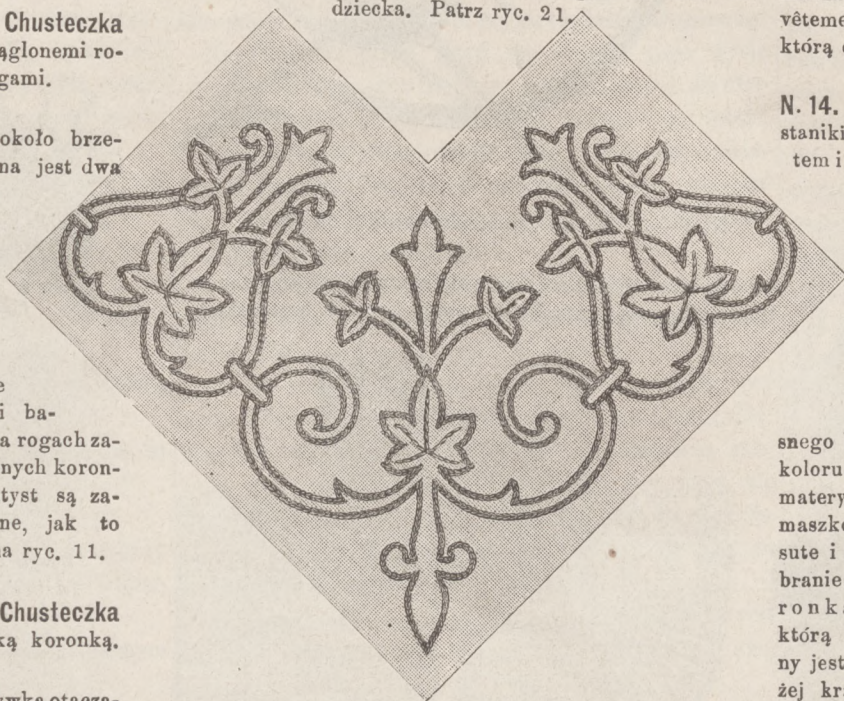 Chusteczka
ąglonemi ro-
gami.
około brze-
na jest dwa
e
i ba-
a rogach za-
nych koron-
tyst są za-
ne, jak to
a ryc. 11.
Chusteczka
ką koronką.
dziecka. Patrz ryc. 21.
vêteme
którą
N. 14.
staniki
tem i
snego
koloru
matery
maszko
sute i
branie
ronk
którą
ny jest
żej kra